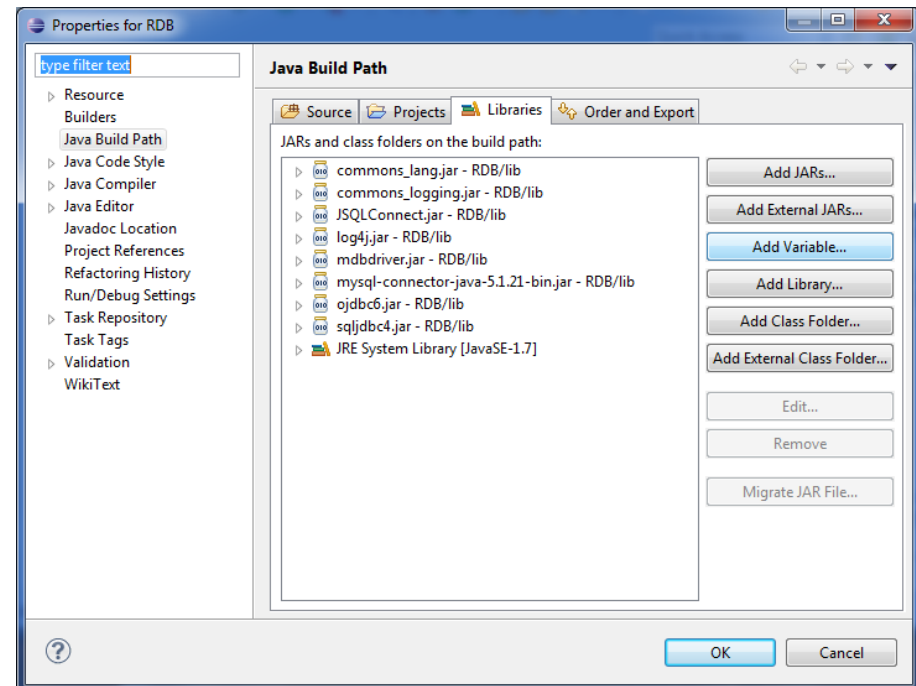 Properties for RDB
type filter text
Resource
Builders
Java Build Path
Java Code Style
Java Compiler
Java Editor
Javadoc Location
Project References
Refactoring History
Run/Debug Settings
Task Repository
Task Tags
Validation
WikiText
Java Build Path
Source Projects Libraries Order and Export
JARs and class folders on the build path:
commons_lang.jar - RDB/lib
commons_logging.jar - RDB/lib
JSQLConnect.jar - RDB/lib
log4j.jar - RDB/lib
mdbdriver.jar - RDB/lib
mysql-connector-java-5.1.21-bin.jar - RDB/lib
ojdbc6.jar - RDB/lib
sqljdbc4.jar - RDB/lib
JRE System Library [JavaSE-1.7]
Add JARs...
Add External JARs...
Add Variable...
Add Library...
Add Class Folder...
Add External Class Folder...
Edit...
Remove
Migrate JAR File...
OK Cancel